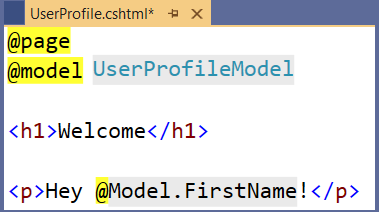 UserProfile.cshtml*
@page
@model UserProfileModel
<h1>Welcome</h1>
<p>Hey @Model.FirstName!</p>